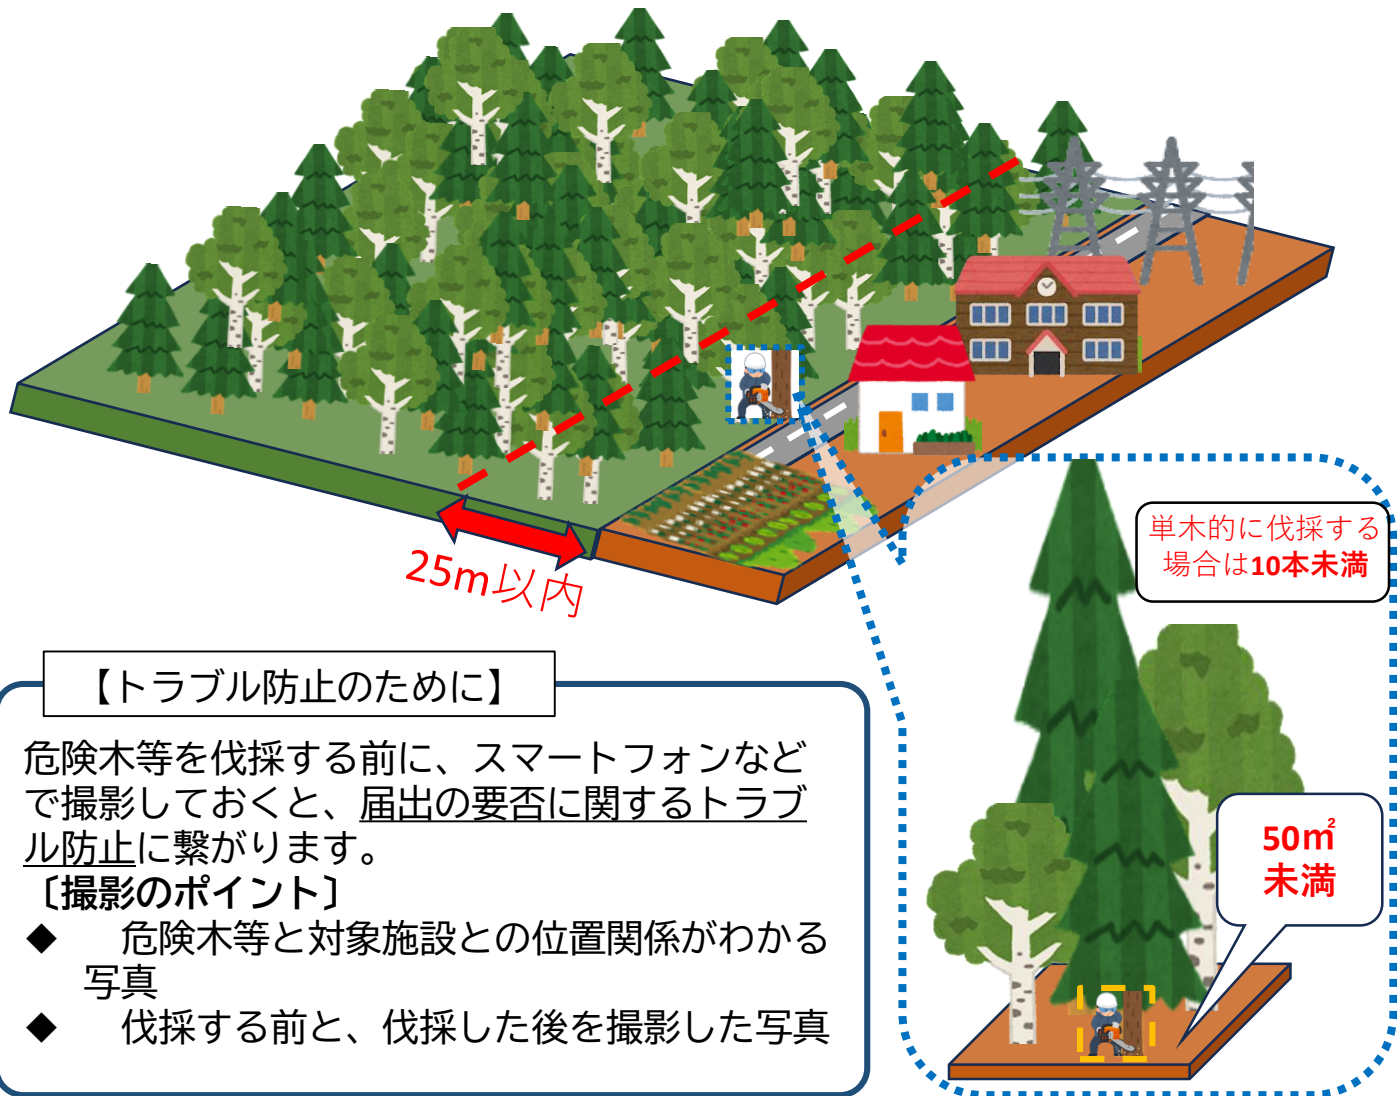 25m以内
単木的に伐採する
場合は10本未満
50㎡
未満
【トラブル防止のために】
危険木等を伐採する前に、スマートフォンなど
で撮影しておくと、届出の要否に関するトラブ
ル防止に繋がります。
〔撮影のポイント〕
◆ 危険木等と対象施設との位置関係がわかる
写真
◆ 伐採する前と、伐採した後を撮影した写真